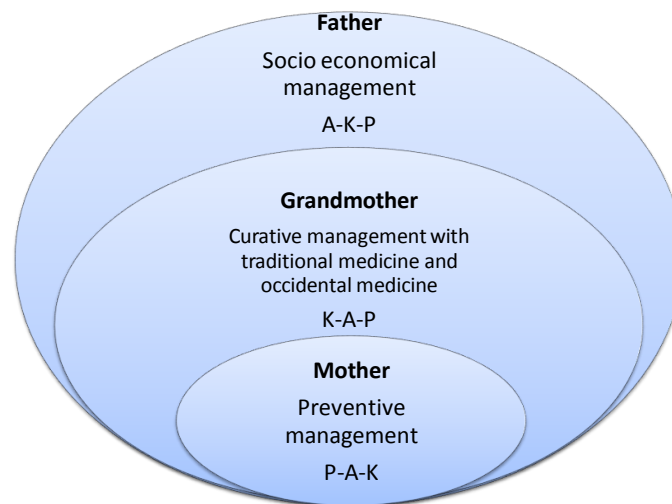 Father
Socio economical
management
A-K-P
Grandmother
Curative management with
traditional medicine and
occidental medicine
K-A-P
Mother
Preventive
management
P-A-K